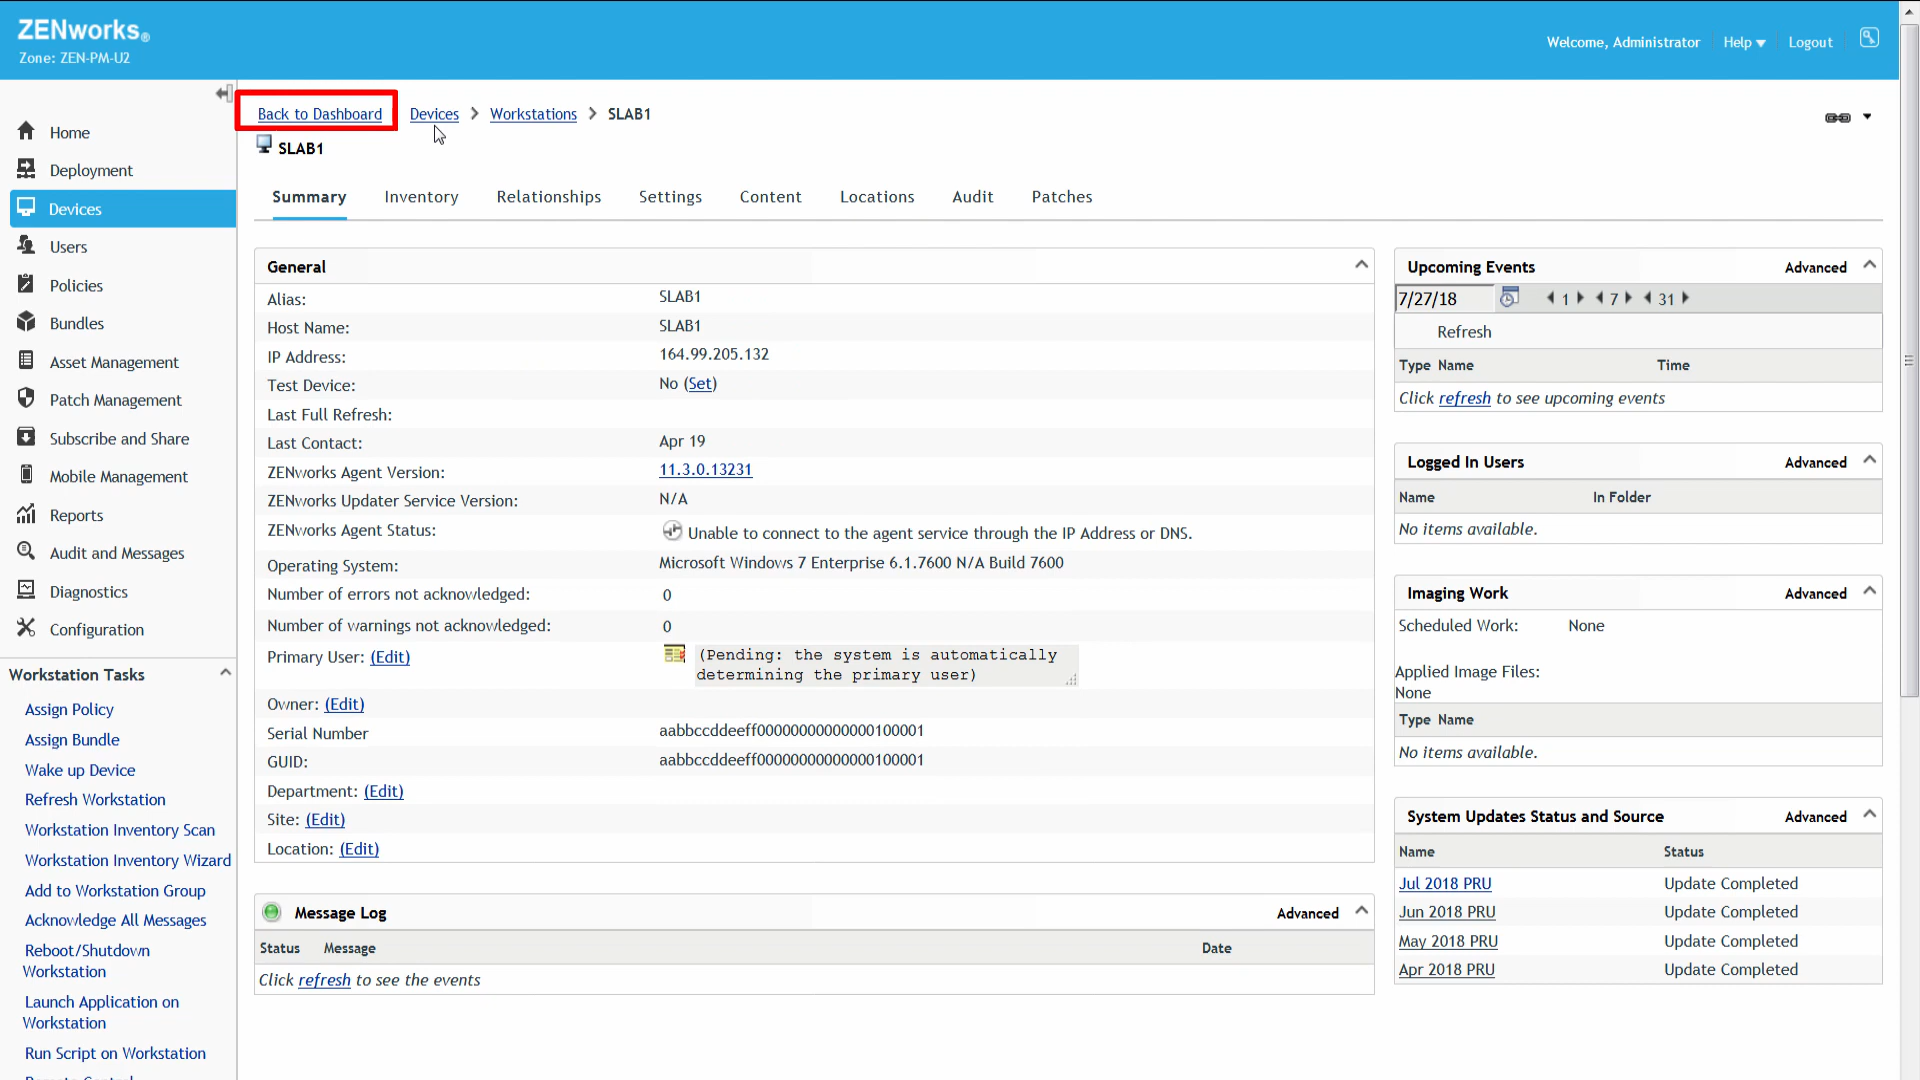 ZENworks®
Zone: ZEN-PM-U2
Welcome, Administrator
Help
Logout
Home
Deployment
Devices
Users
Policies
Bundles
Asset Management
Patch Management
Subscribe and Share
Mobile Management
Reports
Audit and Messages
Diagnostics
Configuration
Workstation Tasks
Assign Policy
Assign Bundle
Wake up Device
Refresh Workstation
Workstation Inventory Scan
Workstation Inventory Wizard
Add to Workstation Group
Acknowledge All Messages
Reboot/Shutdown
Workstation
Launch Application on
Workstation
Run Script on Workstation
Back to Dashboard Devices > Workstations > SLAB1
SLAB1
Summary Inventory Relationships Settings Content Locations Audit Patches
General
Alias: SLAB1
Host Name: SLAB1
IP Address: 164.99.205.132
Test Device: No (Set)
Last Full Refresh:
Last Contact: Apr 19
ZENworks Agent Version: 11.3.0.13231
ZENworks Updater Service Version: N/A
ZENworks Agent Status: Unable to connect to the agent service through the IP Address or DNS.
Operating System: Microsoft Windows 7 Enterprise 6.1.7600 N/A Build 7600
Number of errors not acknowledged: 0
Number of warnings not acknowledged: 0
Primary User: (Edit) (Pending: the system is automatically
determining the primary user)
Owner: (Edit)
Serial Number aabbccddeeff00000000000000100001
GUID: aabbccddeeff00000000000000100001
Department: (Edit)
Site: (Edit)
Location: (Edit)
Message Log Advanced
Status Message Date
Click refresh to see the events
Upcoming Events Advanced
7/27/18 1 7 31
Refresh
Type Name Time
Click refresh to see upcoming events
Logged In Users Advanced
Name In Folder
No items available.
Imaging Work Advanced
Scheduled Work: None
Applied Image Files:
None
Type Name
No items available.
System Updates Status and Source Advanced
Name Status
Jul 2018 PRU Update Completed
Jun 2018 PRU Update Completed
May 2018 PRU Update Completed
Apr 2018 PRU Update Completed